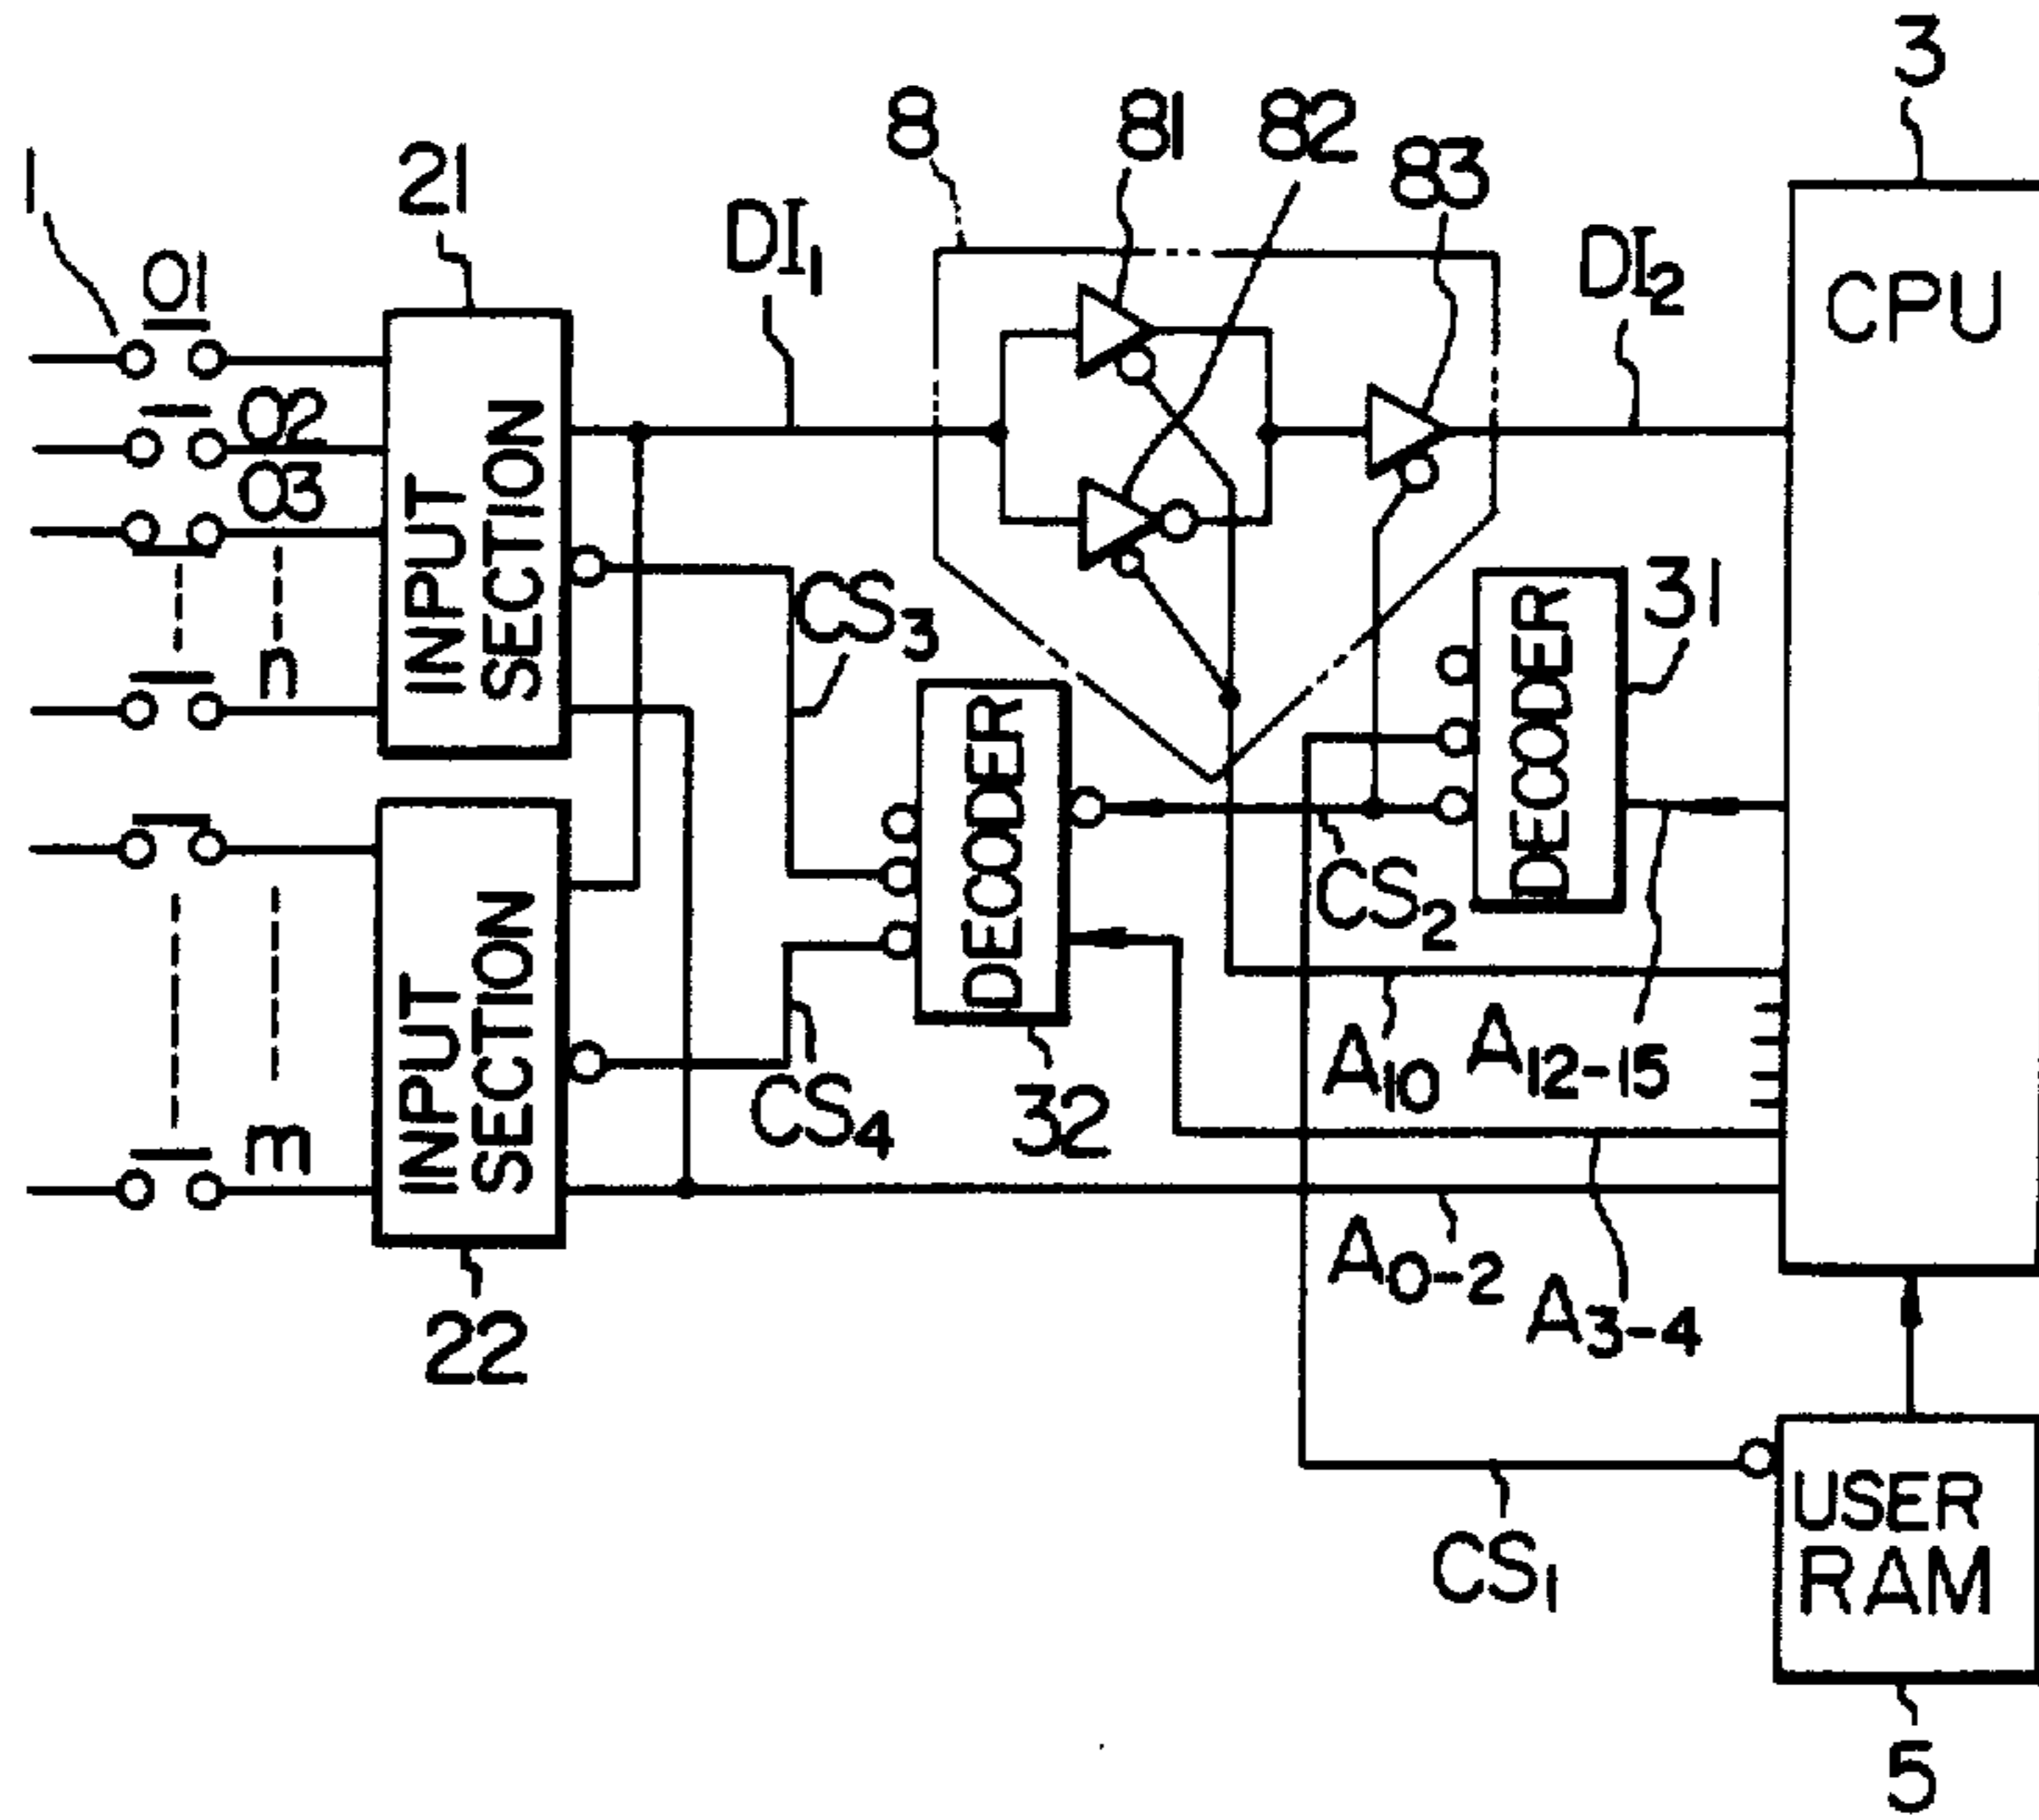 3
8
81
82
83
1
21
DI1
DI2
01
CPU
02
03
INPUT
SECTION
CS3
31
n
DECODER
DECODER
CS2
INPUT
SECTION
A10
A12-15
CS4
32
m
A0-2
A3-4
22
USER
RAM
CS1
5